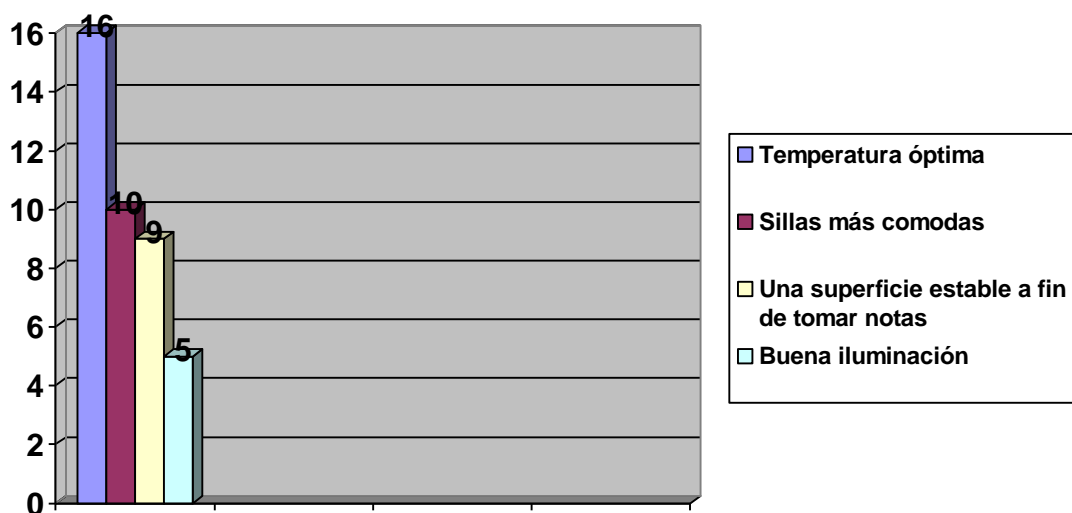 16
14
12
10
8
6
4
2
0
16
10
9
5
Temperatura óptima
Sillas más comodas
Una superficie estable a fin
de tomar notas
Buena iluminación